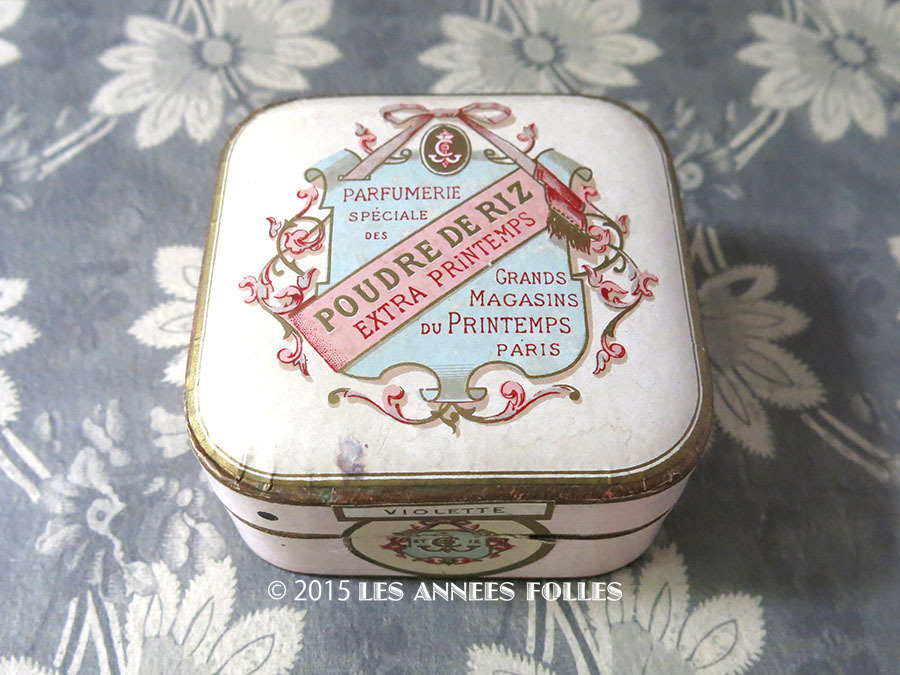 PARFUMERIE
SPÉCIALE
DES
POUDRE DE RIZ
EXTRA PRINTEMPS
GRANDS
MAGASINS
DU PRINTEMPS
PARIS
VIOLETTE
© 2015 LES ANNEES FOLLES